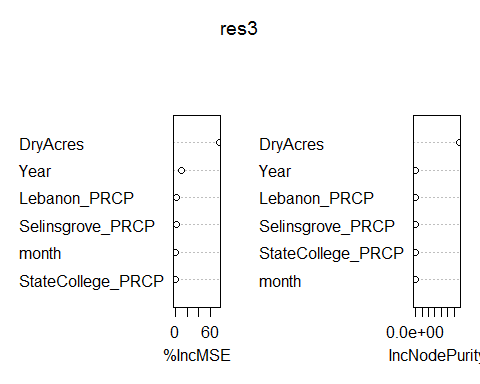 res3
DryAcres
Year
Lebanon_PRCP
Selinsgrove_PRCP
month
StateCollege_PRCP
0 60
%IncMSE
DryAcres
Year
Lebanon_PRCP
Selinsgrove_PRCP
StateCollege_PRCP
month
0.0e+00
IncNodePurity